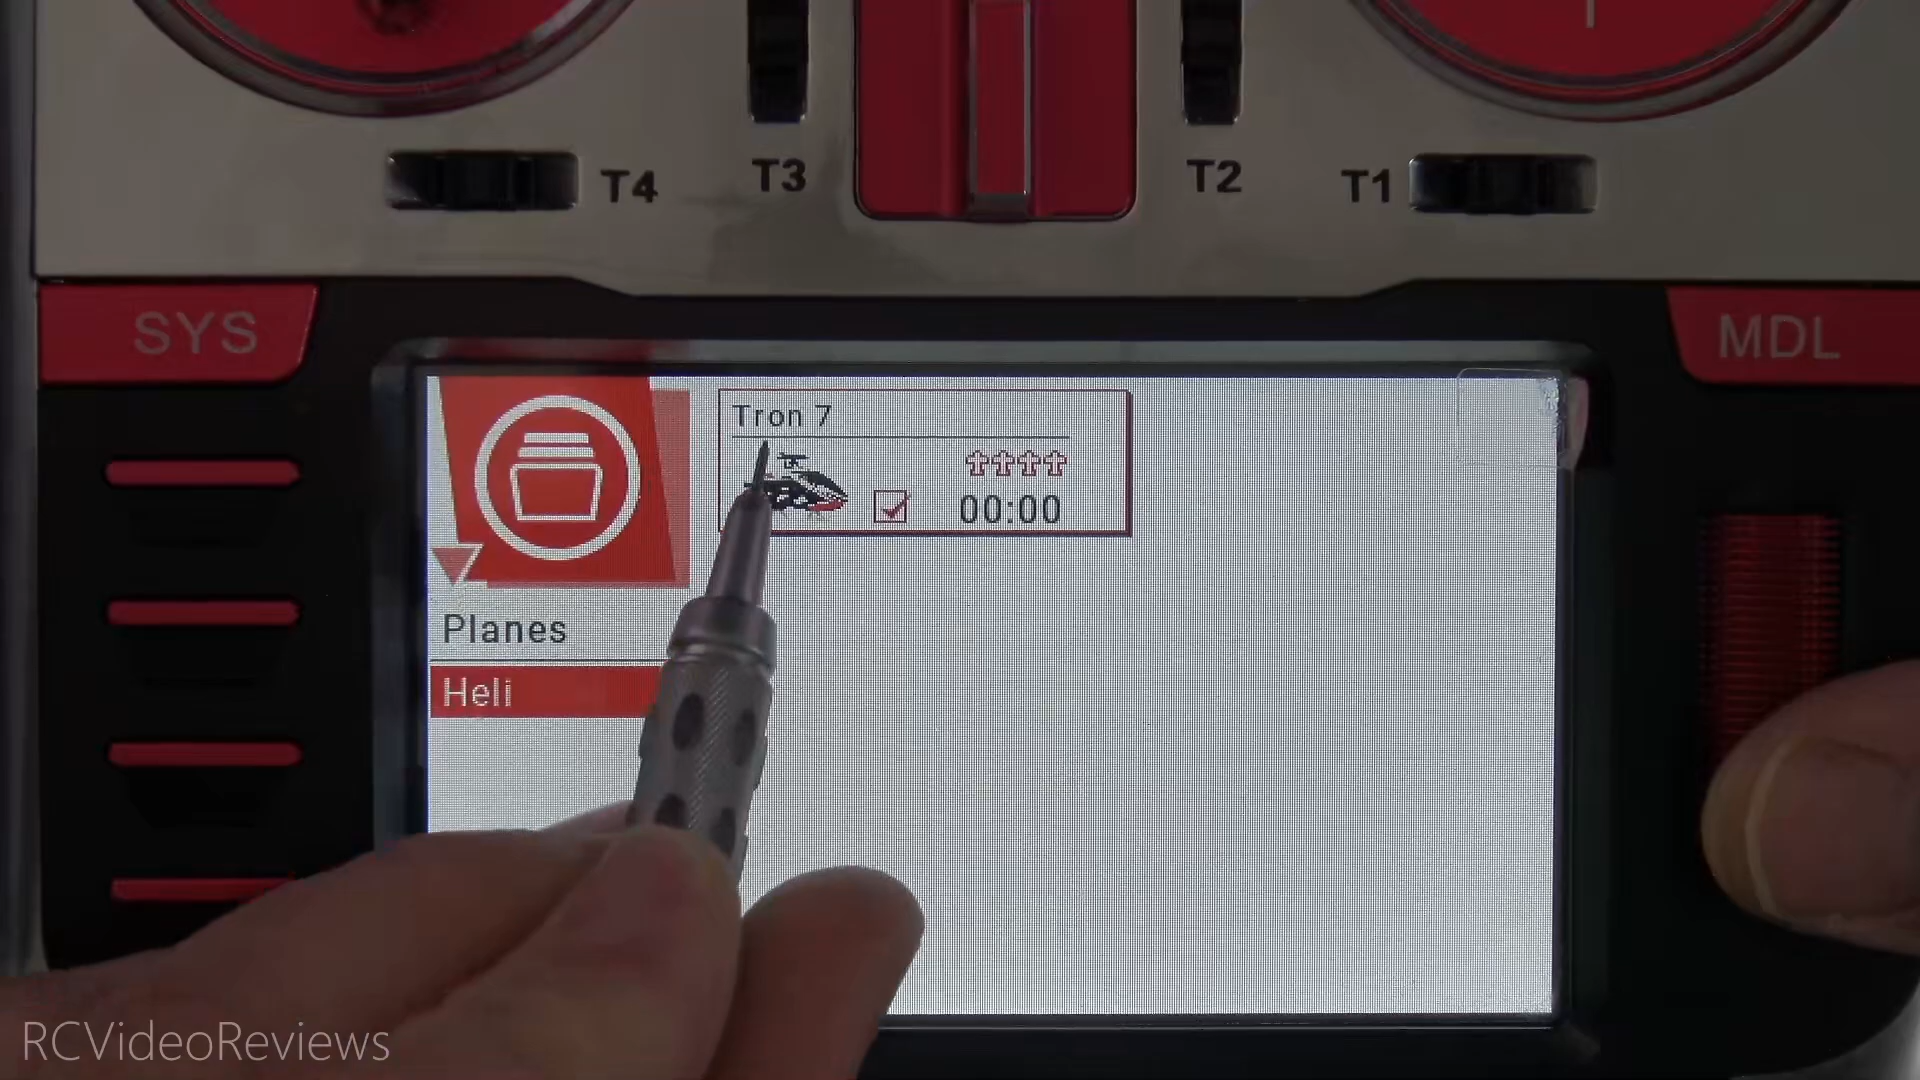 T4
T3
T2
T1
SYS
MDL
Tron 7
00:00
Planes
Heli
RCVideoReviews